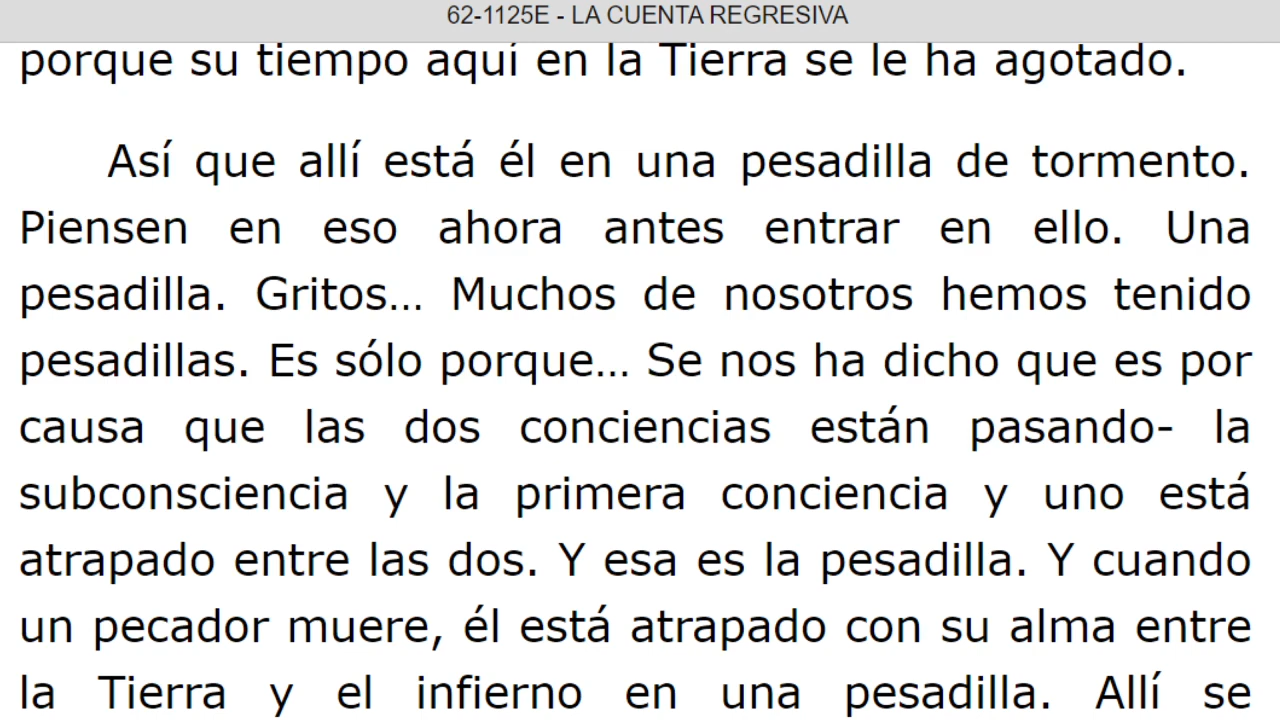 62-1125E - LA CUENTA REGRESIVA
porque su tiempo aquí en la Tierra se le ha agotado.
Así que allí está él en una pesadilla de tormento.
Piensen en eso ahora antes entrar en ello. Una
pesadilla. Gritos... Muchos de nosotros hemos tenido
pesadillas. Es sólo porque... Se nos ha dicho que es por
causa que las dos conciencias están pasando- la
subconsciencia y la primera conciencia y uno está
atrapado entre las dos. Y esa es la pesadilla. Y cuando
un pecador muere, él está atrapado con su alma entre
la Tierra y el infierno en una pesadilla. Allí se